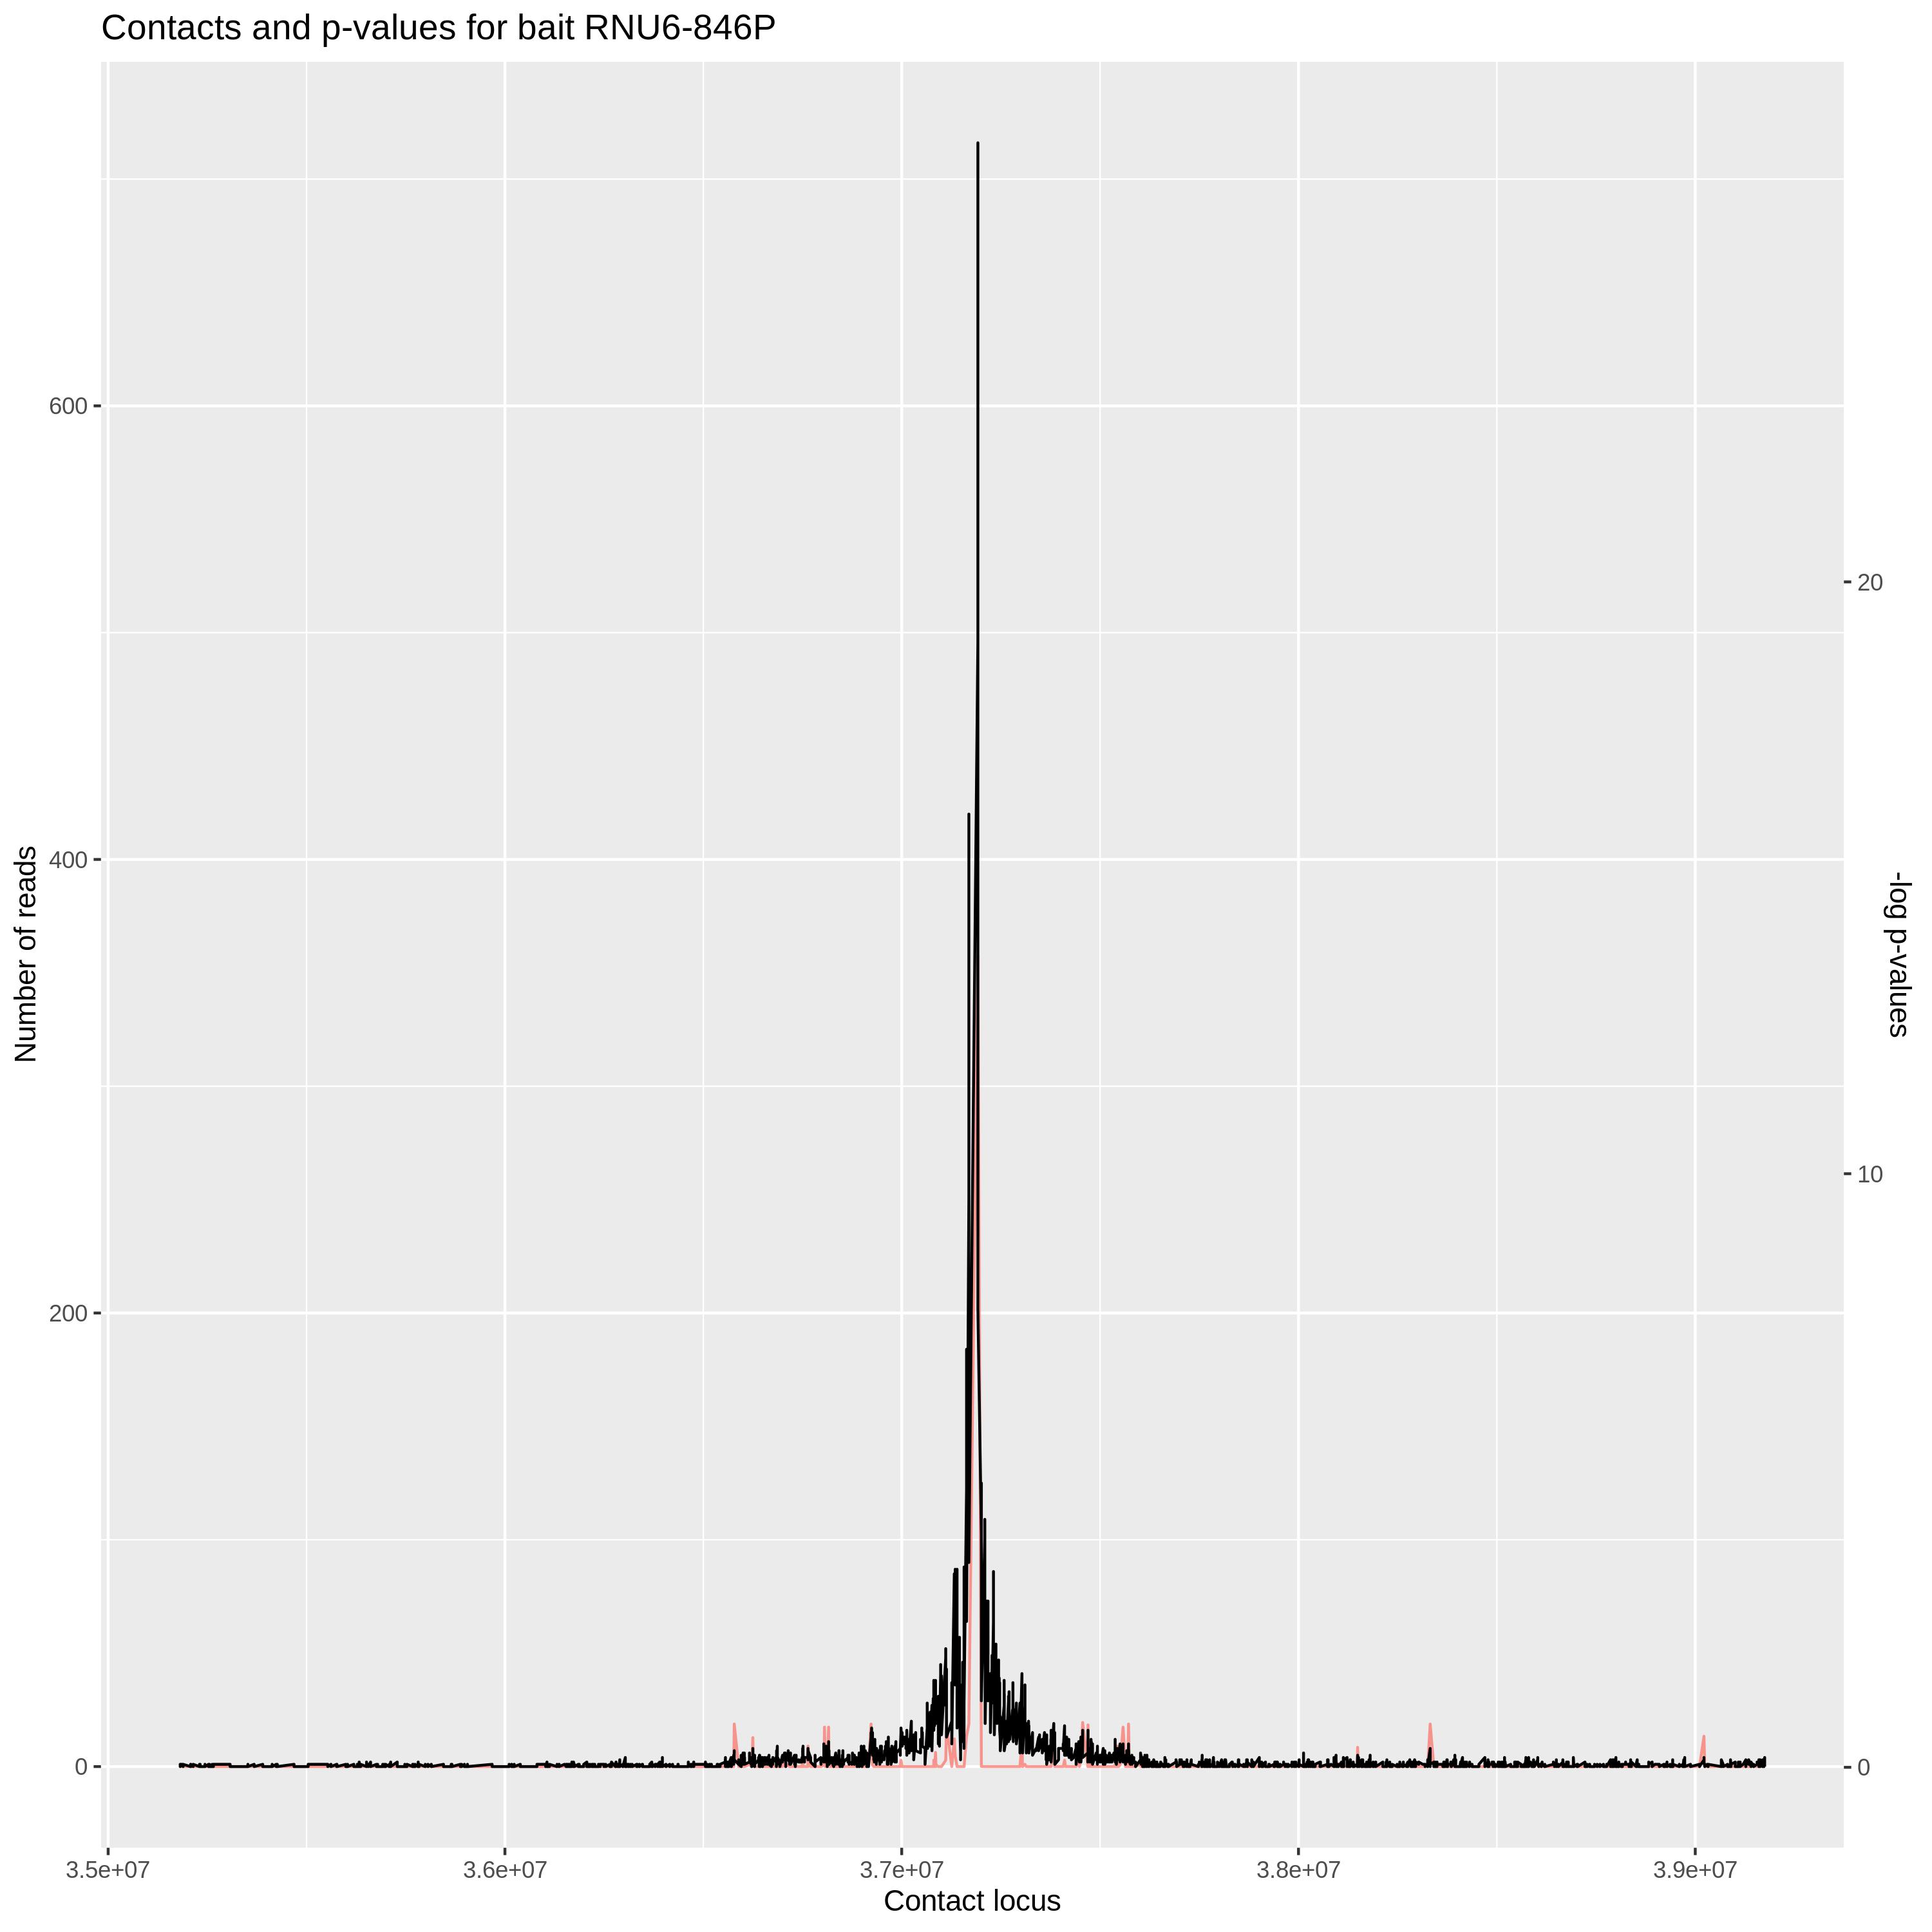 Contacts and p-values for bait RNU6-846P
600
400
200
0
20
10
0
Number of reads
-log p-values
3.5e+07
3.6e+07
3.7e+07
3.8e+07
3.9e+07
Contact locus